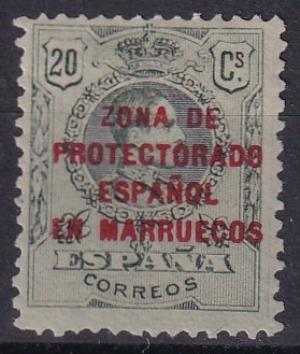 20 Cs.
ZONA DE
PROTECTORADO
ESPAÑOL
EN MARRUECOS
ESPAÑA
CORREOS